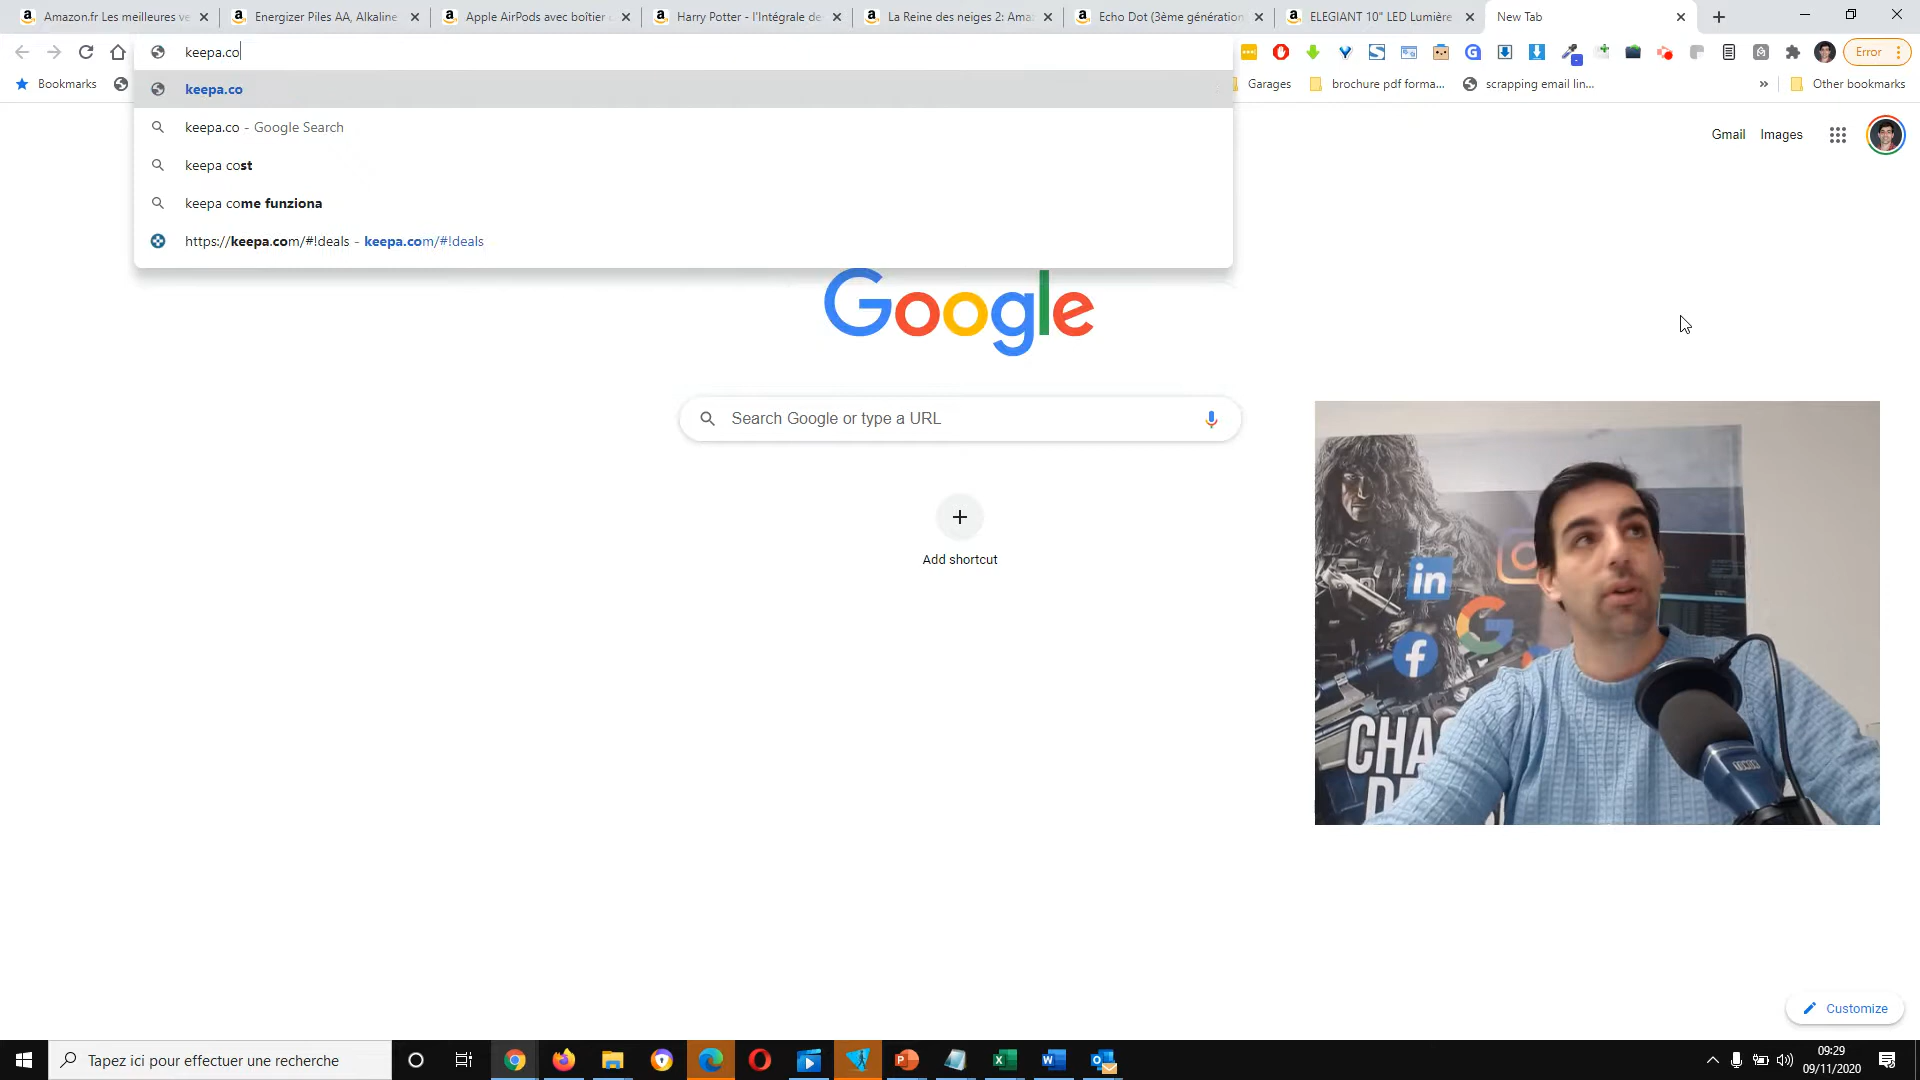 Amazon.fr Les meilleures ve
Energizer Piles AA, Alkaline
Apple AirPods avec boîtier
Harry Potter - l'Intégrale de
La Reine des neiges 2: Ama
Echo Dot (3ème génération
ELEGIANT 10" LED Lumière
New Tab
keepa.co
Error
Bookmarks
Garages
brochure pdf forma...
scrapping email lin...
»
Other bookmarks
keepa.co
keepa.co - Google Search
keepa cost
keepa come funziona
https://keepa.com/#!deals - keepa.com/#!deals
Gmail
Images
Google
Search Google or type a URL
Add shortcut
in
f
CHA
DE
Customize
Tapez ici pour effectuer une recherche
09:29
09/11/2020